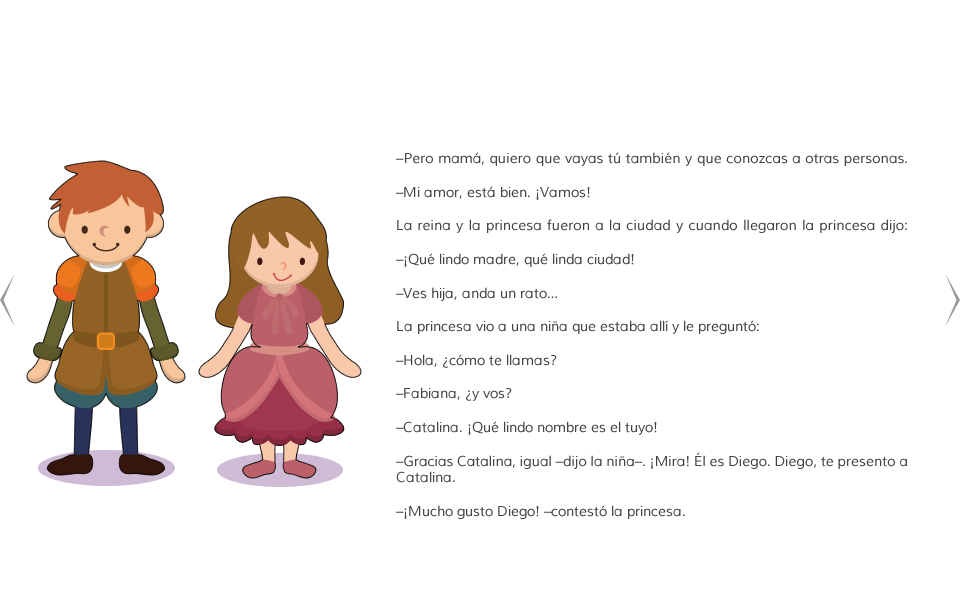 –Pero mamá, quiero que vayas tú también y que conozcas a otras personas.
–Mi amor, está bien. ¡Vamos!
La reina y la princesa fueron a la ciudad y cuando llegaron la princesa dijo:
–¡Qué lindo madre, qué linda ciudad!
–Ves hija, anda un rato...
La princesa vio a una niña que estaba allí y le preguntó:
–Hola, ¿cómo te llamas?
–Fabiana, ¿y vos?
–Catalina. ¡Qué lindo nombre es el tuyo!
–Gracias Catalina, igual –dijo la niña–. ¡Mira! Él es Diego. Diego, te presento a
Catalina.
–¡Mucho gusto Diego! –contestó la princesa.